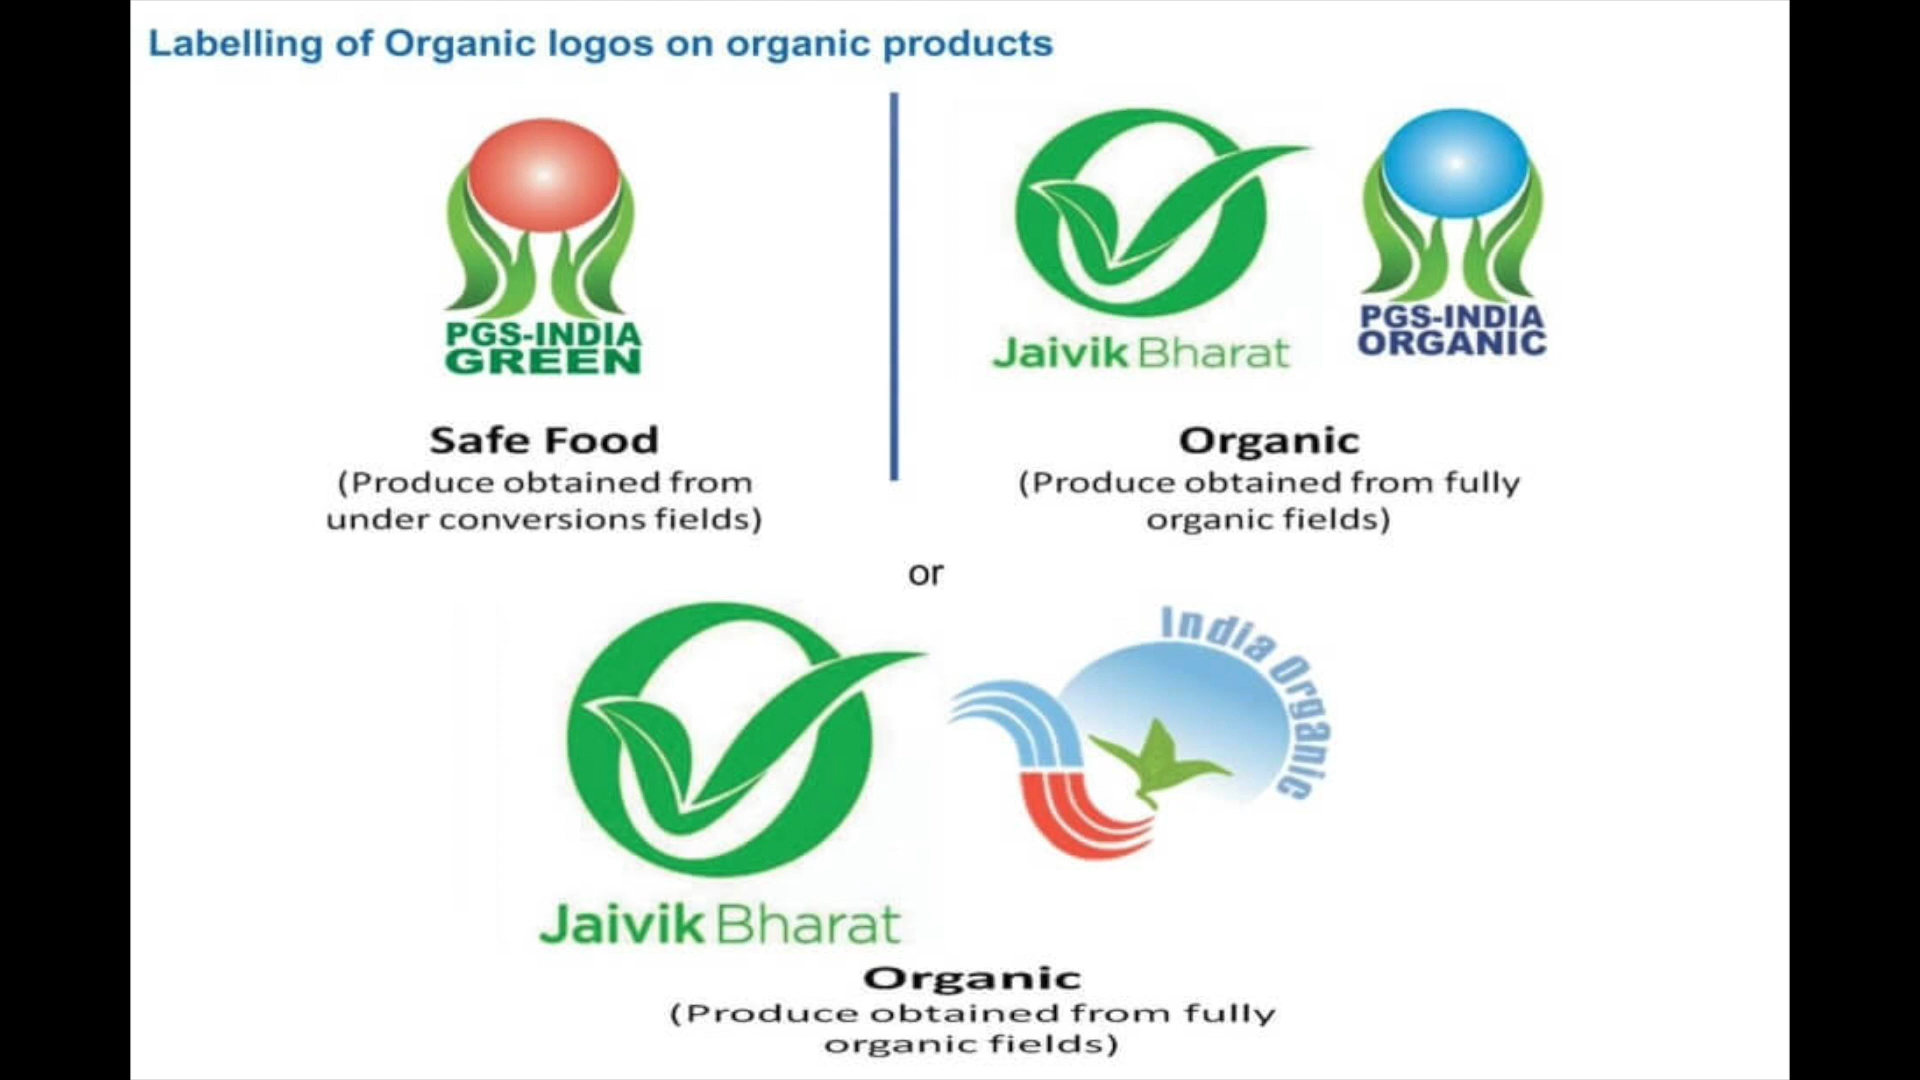 Labelling of Organic logos on organic products
PGS-INDIA
GREEN
Safe Food
(Produce obtained from
under conversions fields)
Jaivik Bharat
PGS-INDIA
ORGANIC
Organic
(Produce obtained from fully
organic fields)
or
Jaivik Bharat
India Organic
Organic
(Produce obtained from fully
organic fields)